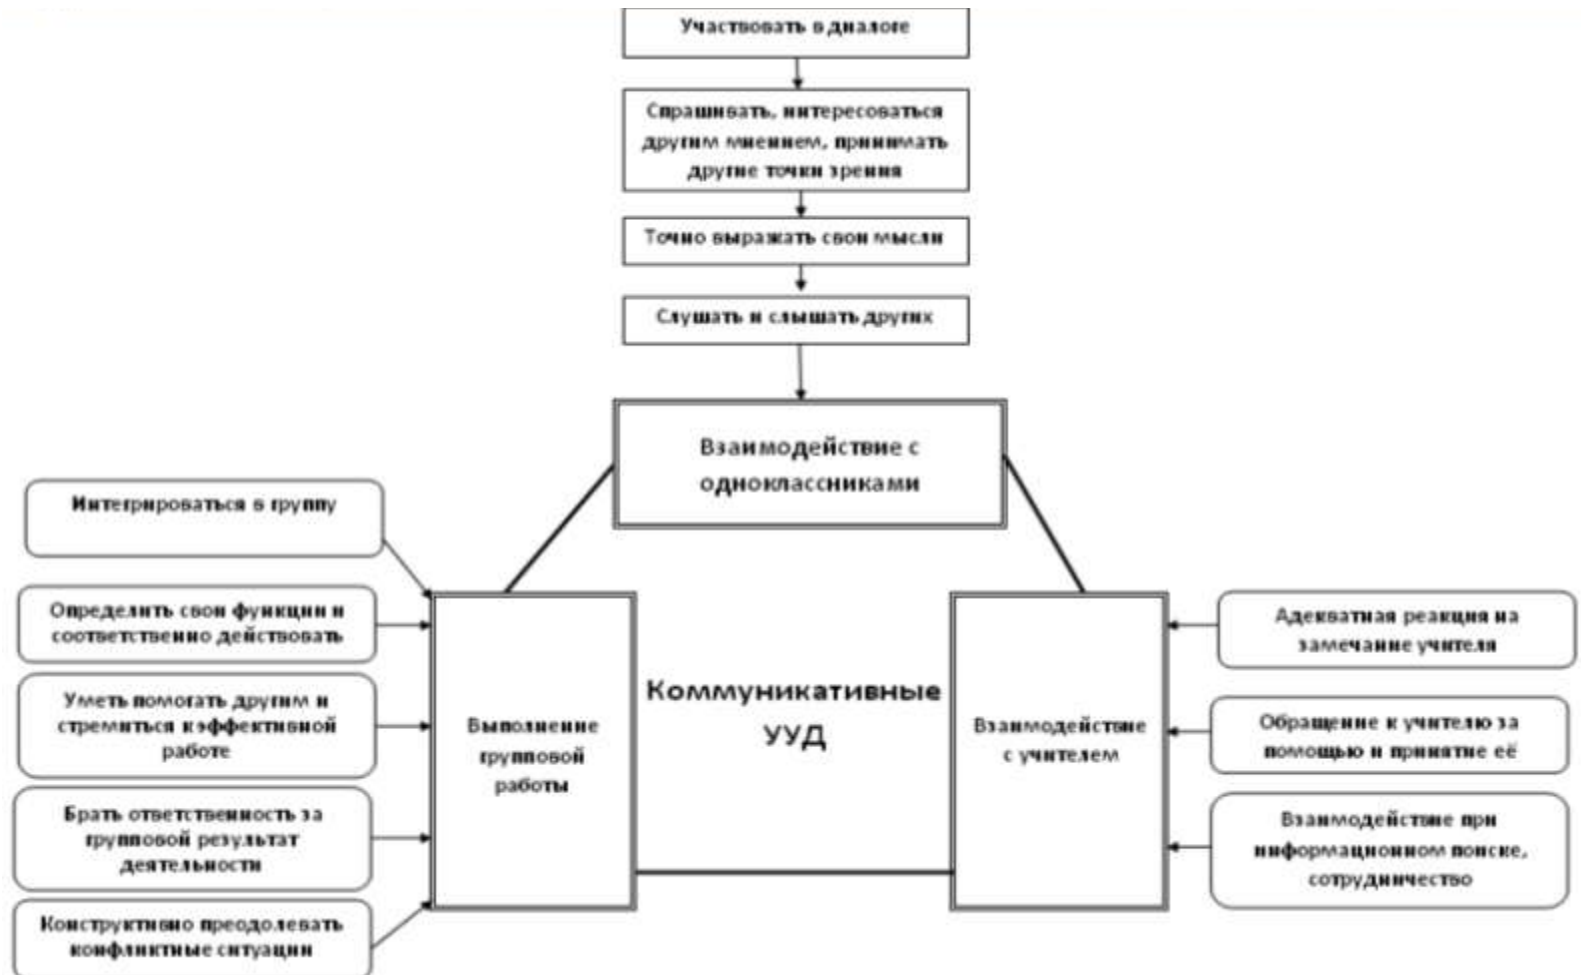 Участвовать в диалоге
Спрашивать, интересоваться
другим мнением, принимать
другие точки зрения
Точно выражать свои мысли
Слушать и слышать других
Взаимодействие с
одноклассниками
Интегрироваться в группу
Определить свои функции и
соответственно действовать
Уметь помогать другим и
стремиться к эффективной
работе
Брать ответственность за
групповой результат
деятельности
Конструктивно преодолевать
конфликтные ситуации
Выполнение
групповой
работы
Коммуникативные
УУД
Взаимодействие
с учителем
Адекватная реакция на
замечание учителя
Обращение к учителю за
помощью и принятие её
Взаимодействие при
информационном поиске,
сотрудничество